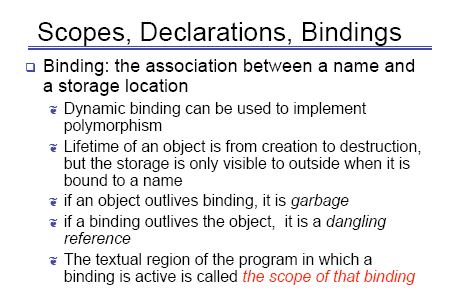 Scopes, Declarations, Bindings
Binding: the association between a name and
a storage location
Dynamic binding can be used to implement
polymorphism
Lifetime of an object is from creation to destruction,
but the storage is only visible to outside when it is
bound to a name
if an object outlives binding, it is garbage
if a binding outlives the object, it is a dangling
reference
The textual region of the program in which a
binding is active is called the scope of that binding